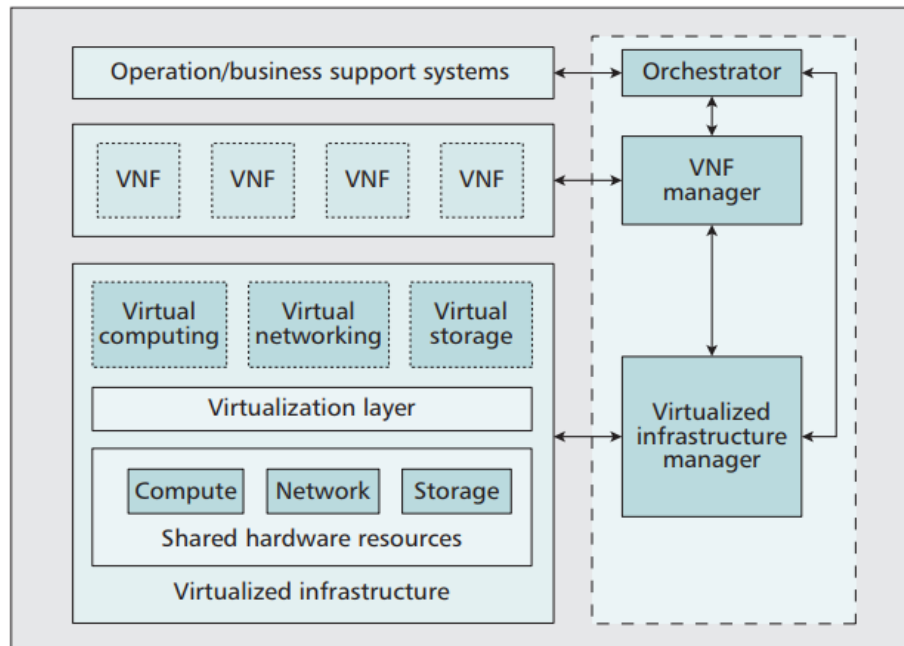 Operation/business support systems
Orchestrator
VNF
VNF
VNF
VNF
VNF
manager
Virtual
computing
Virtual
networking
Virtual
storage
Virtualization layer
Compute
Network
Storage
Shared hardware resources
Virtualized infrastructure
Virtualized
infrastructure
manager